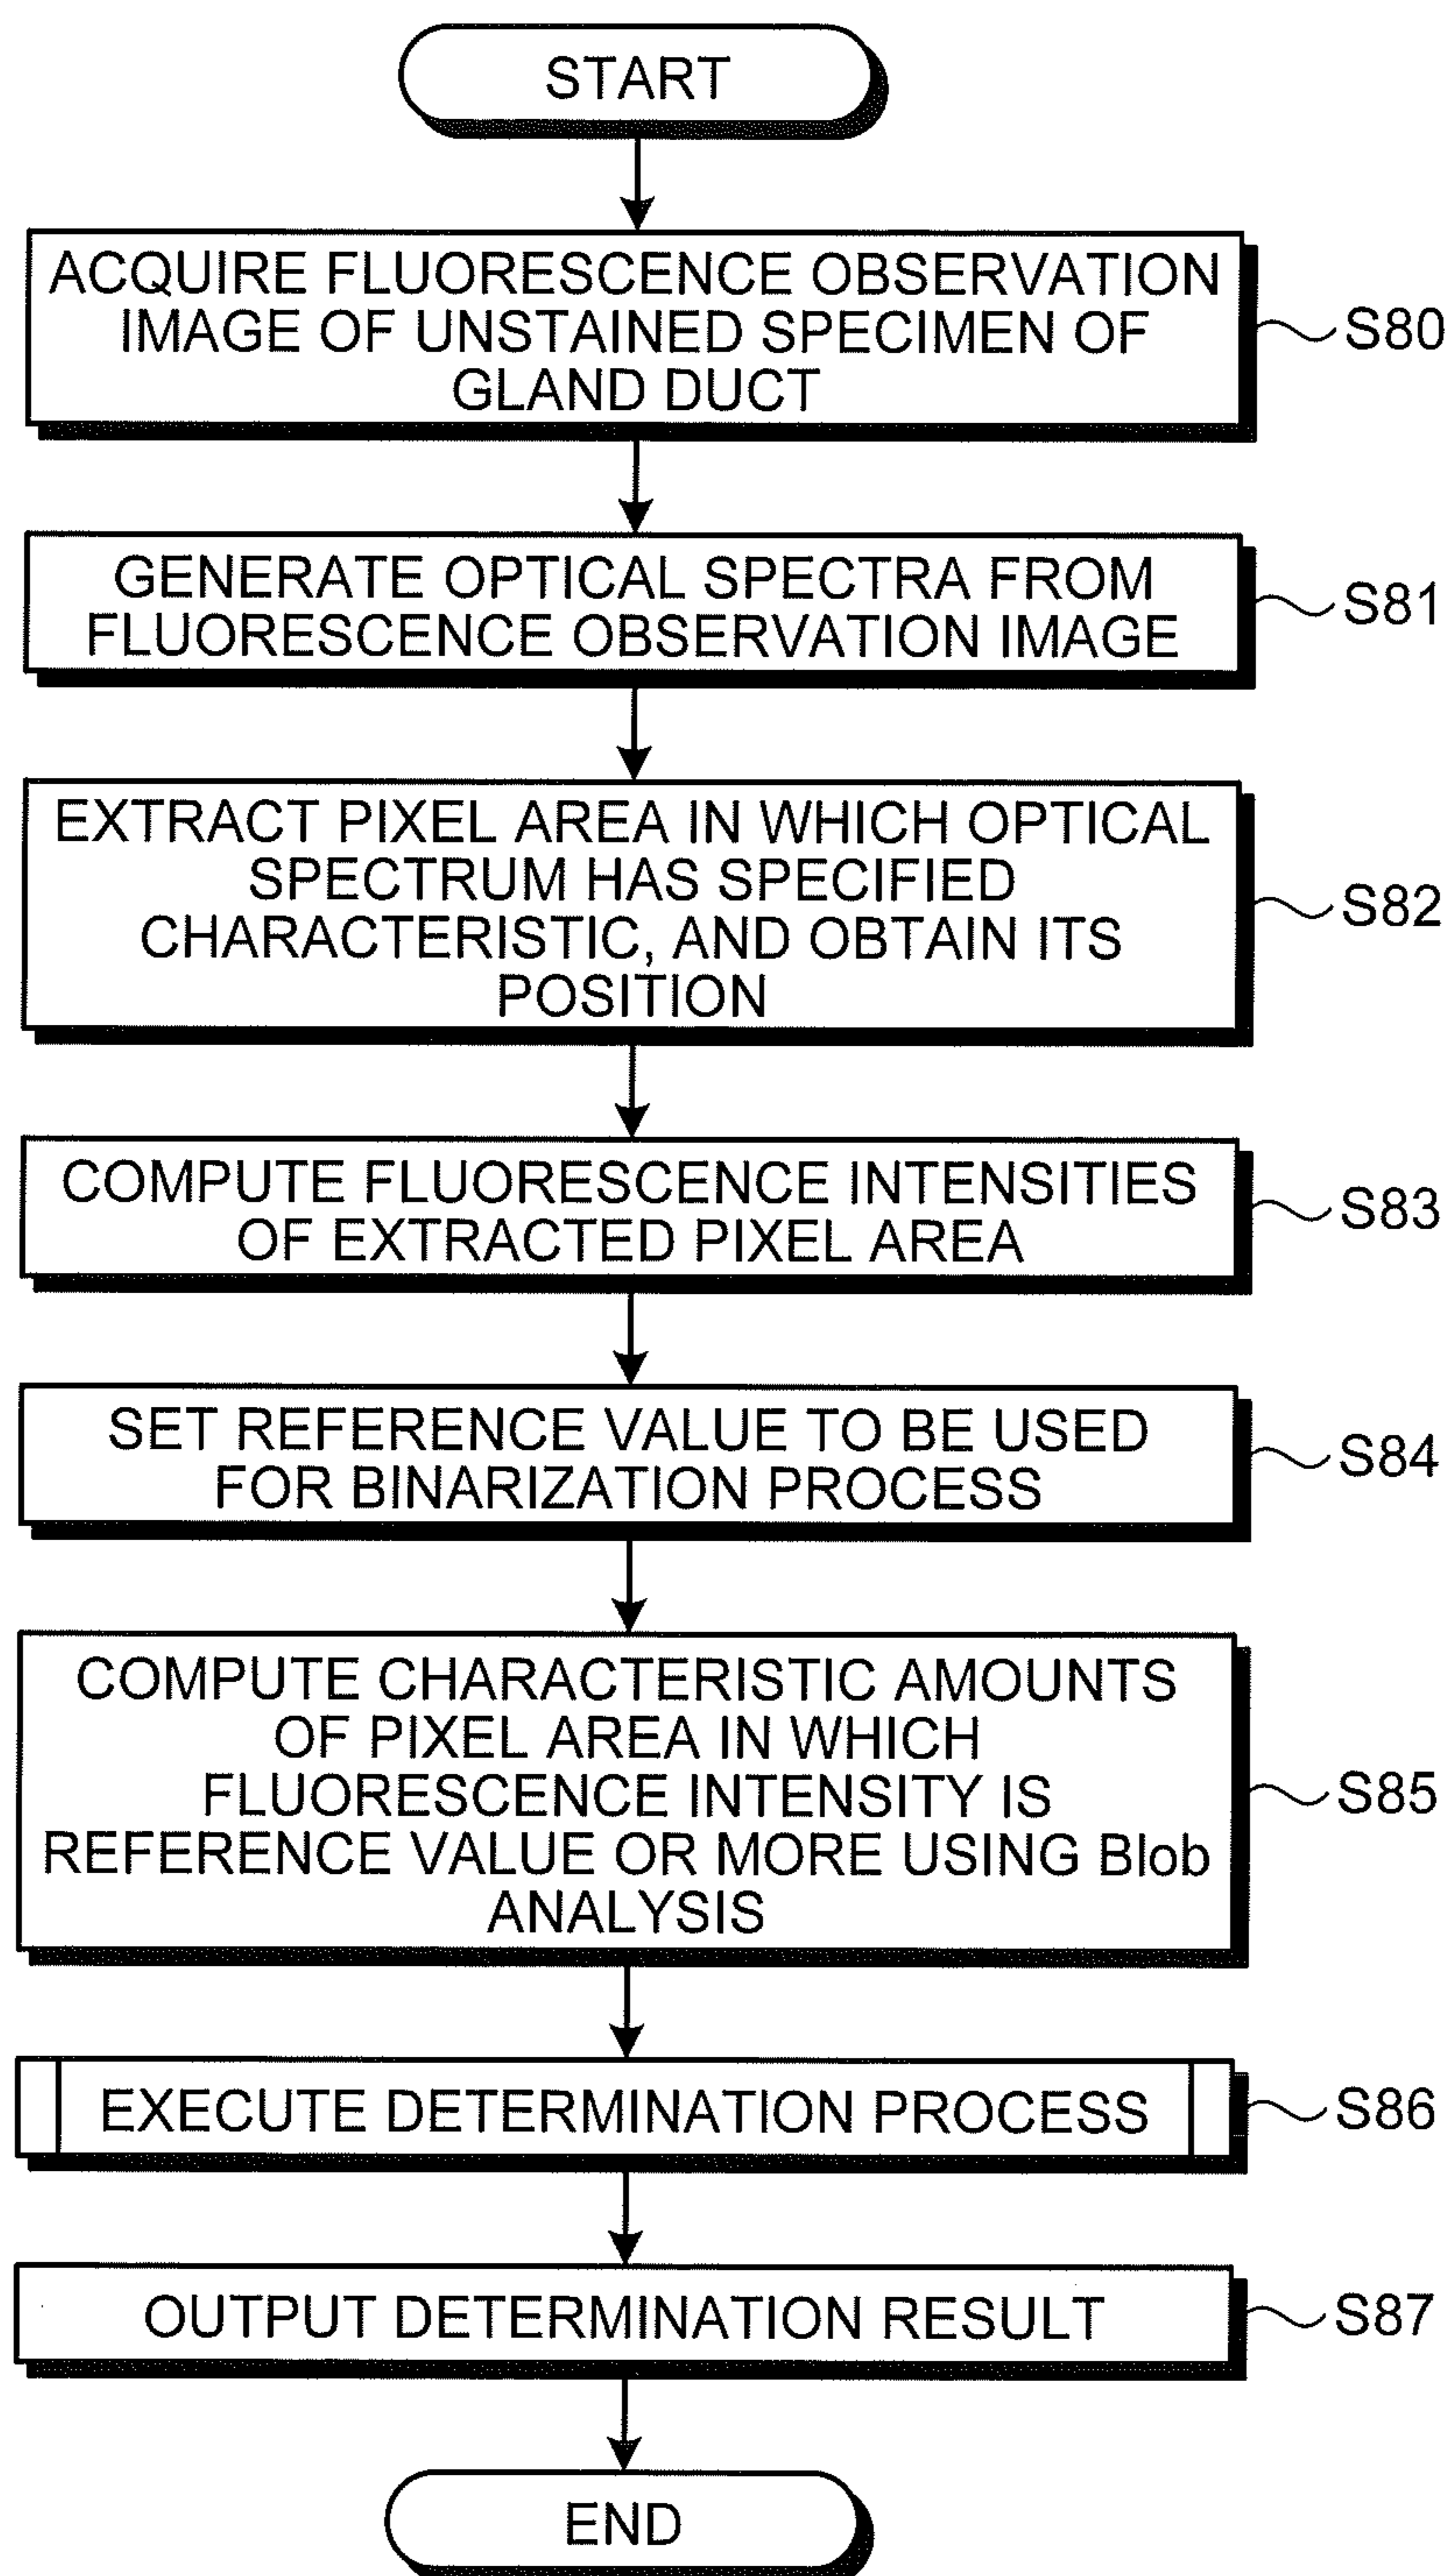 START
ACQUIRE FLUORESCENCE OBSERVATION
IMAGE OF UNSTAINED SPECIMEN OF
GLAND DUCT
S80
GENERATE OPTICAL SPECTRA FROM
FLUORESCENCE OBSERVATION IMAGE
S81
EXTRACT PIXEL AREA IN WHICH OPTICAL
SPECTRUM HAS SPECIFIED
CHARACTERISTIC, AND OBTAIN ITS
POSITION
S82
COMPUTE FLUORESCENCE INTENSITIES
OF EXTRACTED PIXEL AREA
S83
SET REFERENCE VALUE TO BE USED
FOR BINARIZATION PROCESS
S84
COMPUTE CHARACTERISTIC AMOUNTS
OF PIXEL AREA IN WHICH
FLUORESCENCE INTENSITY IS
REFERENCE VALUE OR MORE USING Blob
ANALYSIS
S85
EXECUTE DETERMINATION PROCESS
S86
OUTPUT DETERMINATION RESULT
S87
END